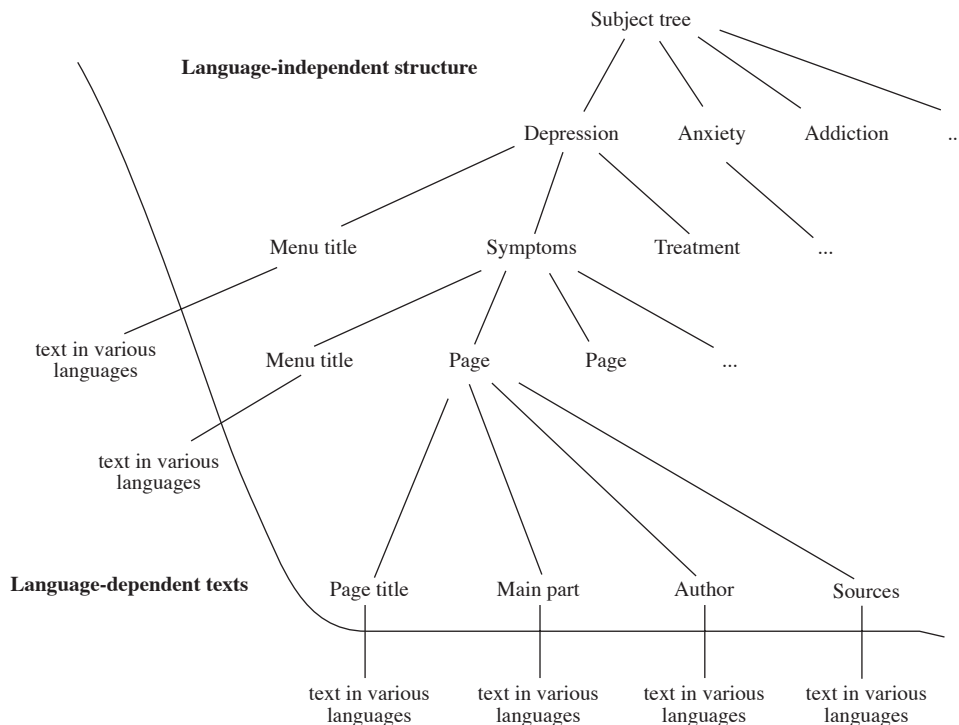 Subject tree
Language-independent structure
Depression
Anxiety
Addiction
..
Menu title
Symptoms
Treatment
...
text in various
languages
Menu title
Page
Page
...
text in various
languages
Language-dependent texts
Page title
Main part
Author
Sources
text in various
languages
text in various
languages
text in various
languages
text in various
languages